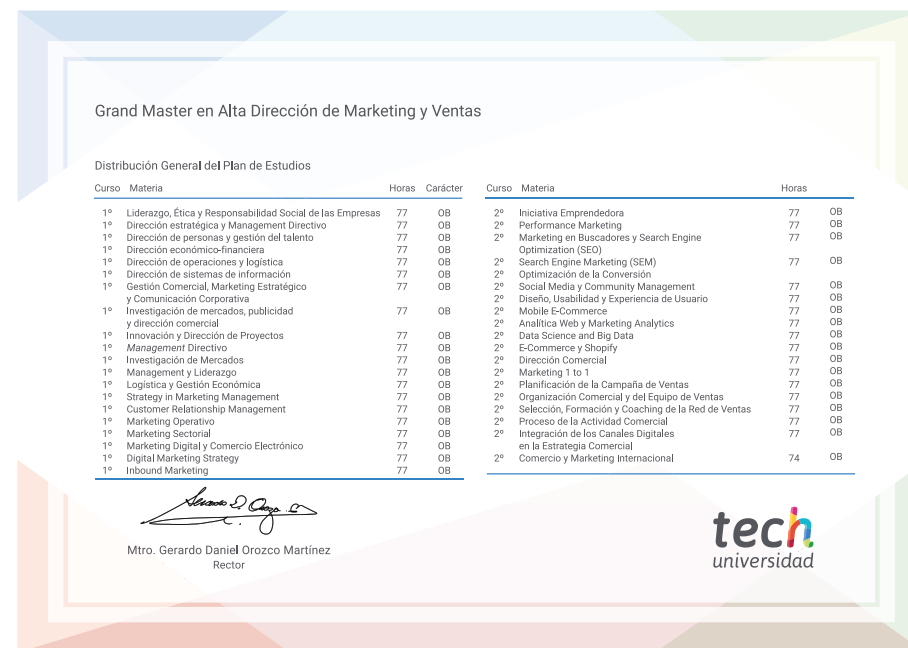 Grand Master en Alta Dirección de Marketing y Ventas
Distribución General del Plan de Estudios
Curso Materia Horas Carácter
1º Liderazgo, Ética y Responsabilidad Social de las Empresas 77 OB
1º Dirección estratégica y Management Directivo 77 OB
1º Dirección de personas y gestión del talento 77 OB
1º Dirección económico-financiera 77 OB
1º Dirección de operaciones y logística 77 OB
1º Dirección de sistemas de información 77 OB
1º Gestión Comercial, Marketing Estratégico 77 OB
y Comunicación Corporativa
1º Investigación de mercados, publicidad 77 OB
y dirección comercial
1º Innovación y Dirección de Proyectos 77 OB
1º Management Directivo 77 OB
1º Investigación de Mercados 77 OB
1º Management y Liderazgo 77 OB
1º Logística y Gestión Económica 77 OB
1º Strategy in Marketing Management 77 OB
1º Customer Relationship Management 77 OB
1º Marketing Operativo 77 OB
1º Marketing Sectorial 77 OB
1º Marketing Digital y Comercio Electrónico 77 OB
1º Digital Marketing Strategy 77 OB
1º Inbound Marketing 77 OB
Curso Materia Horas
2º Iniciativa Emprendedora 77 OB
2º Performance Marketing 77 OB
2º Marketing en Buscadores y Search Engine 77 OB
Optimization (SEO)
2º Search Engine Marketing (SEM) 77 OB
2º Optimización de la Conversión
2º Social Media y Community Management 77 OB
2º Diseño, Usabilidad y Experiencia de Usuario 77 OB
2º Mobile E-Commerce 77 OB
2º Analítica Web y Marketing Analytics 77 OB
2º Data Science and Big Data 77 OB
2º E-Commerce y Shopify 77 OB
2º Dirección Comercial 77 OB
2º Marketing 1 to 1 77 OB
2º Planificación de la Campaña de Ventas 77 OB
2º Organización Comercial y del Equipo de Ventas 77 OB
2º Selección, Formación y Coaching de la Red de Ventas 77 OB
2º Proceso de la Actividad Comercial 77 OB
2º Integración de los Canales Digitales 77 OB
en la Estrategia Comercial
2º Comercio y Marketing Internacional 74 OB
Mtro. Gerardo Daniel Orozco Martínez
Rector
tech
universidad